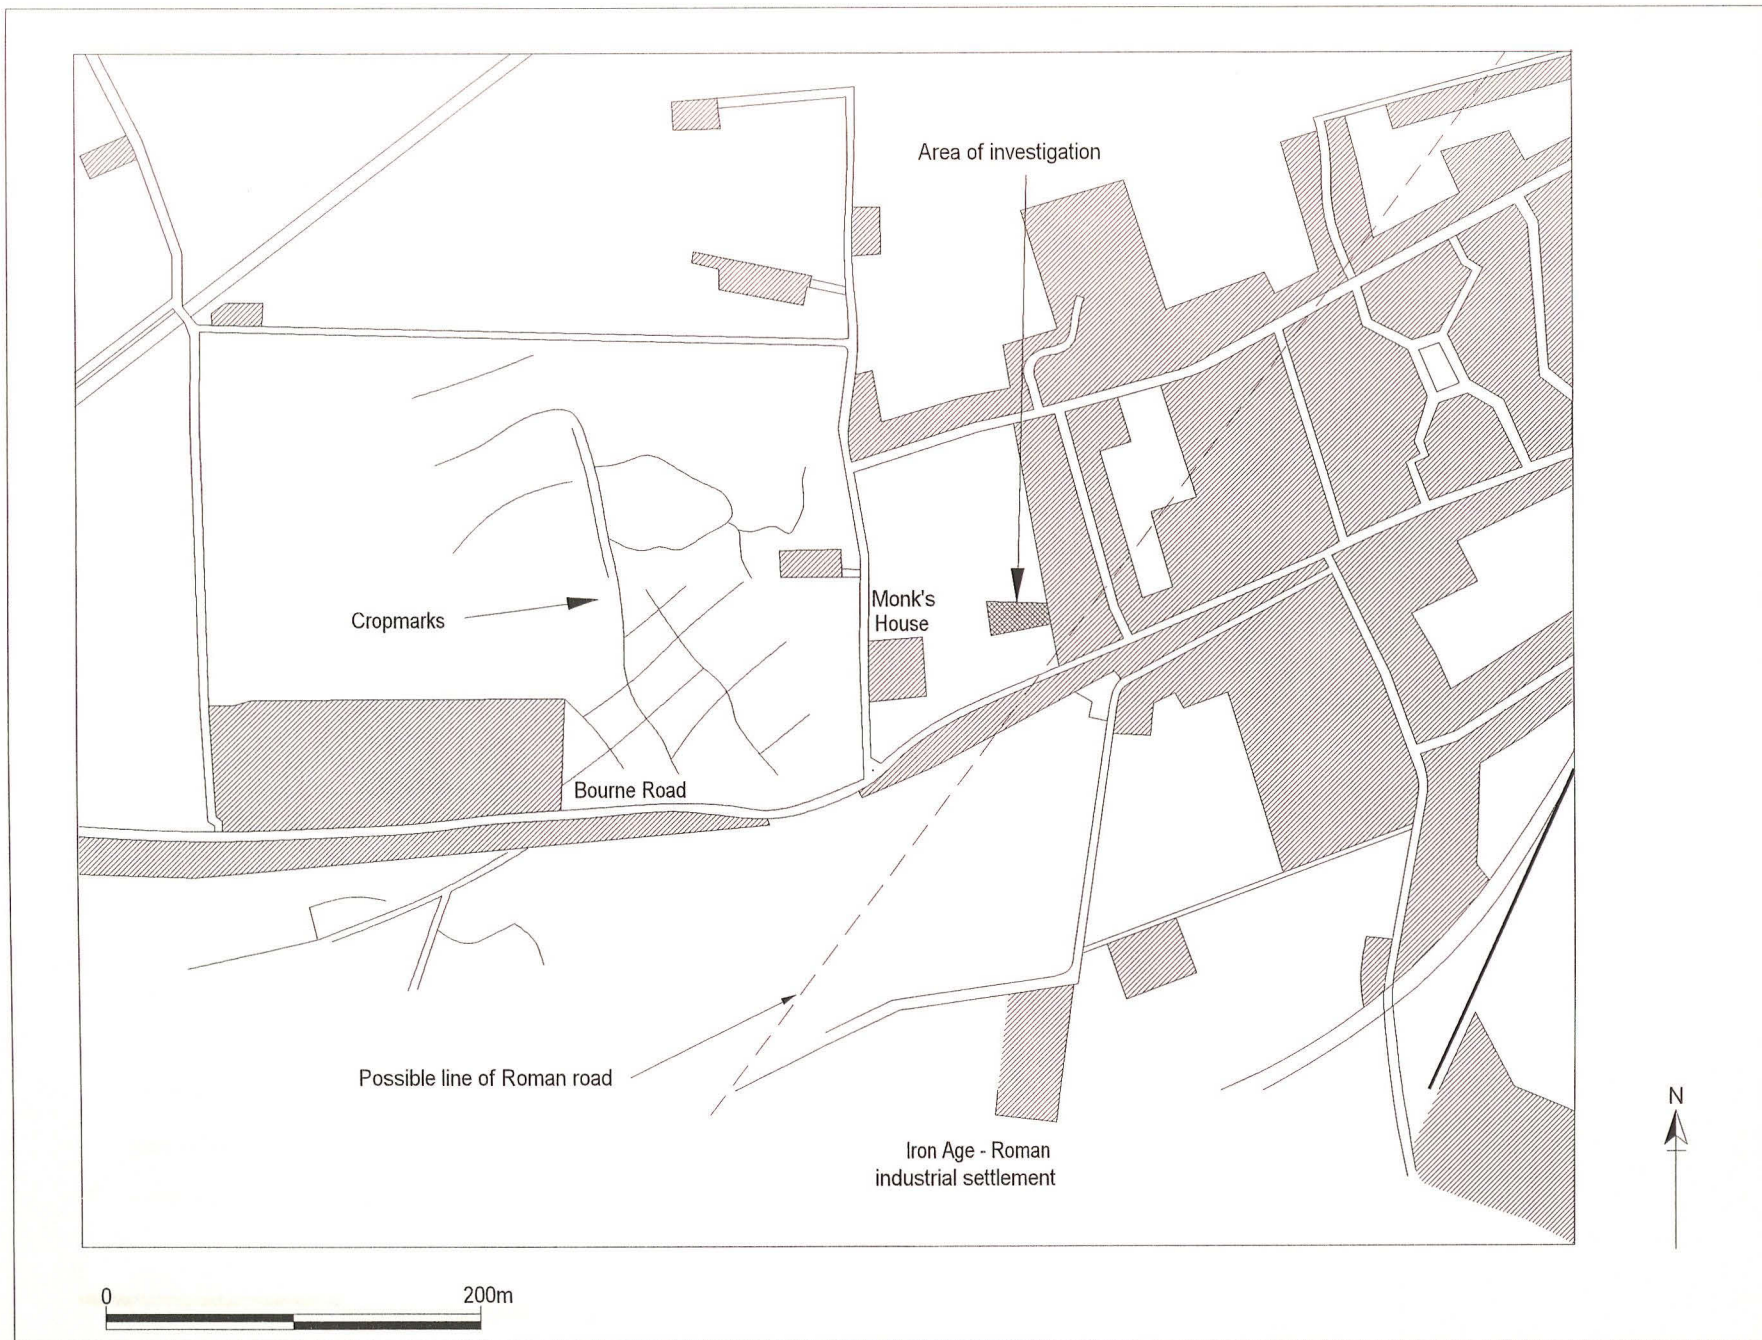 Area of investigation
Monk's
House
Cropmarks
Bourne Road
Possible line of Roman road
Iron Age - Roman
industrial settlement
N
0 200m